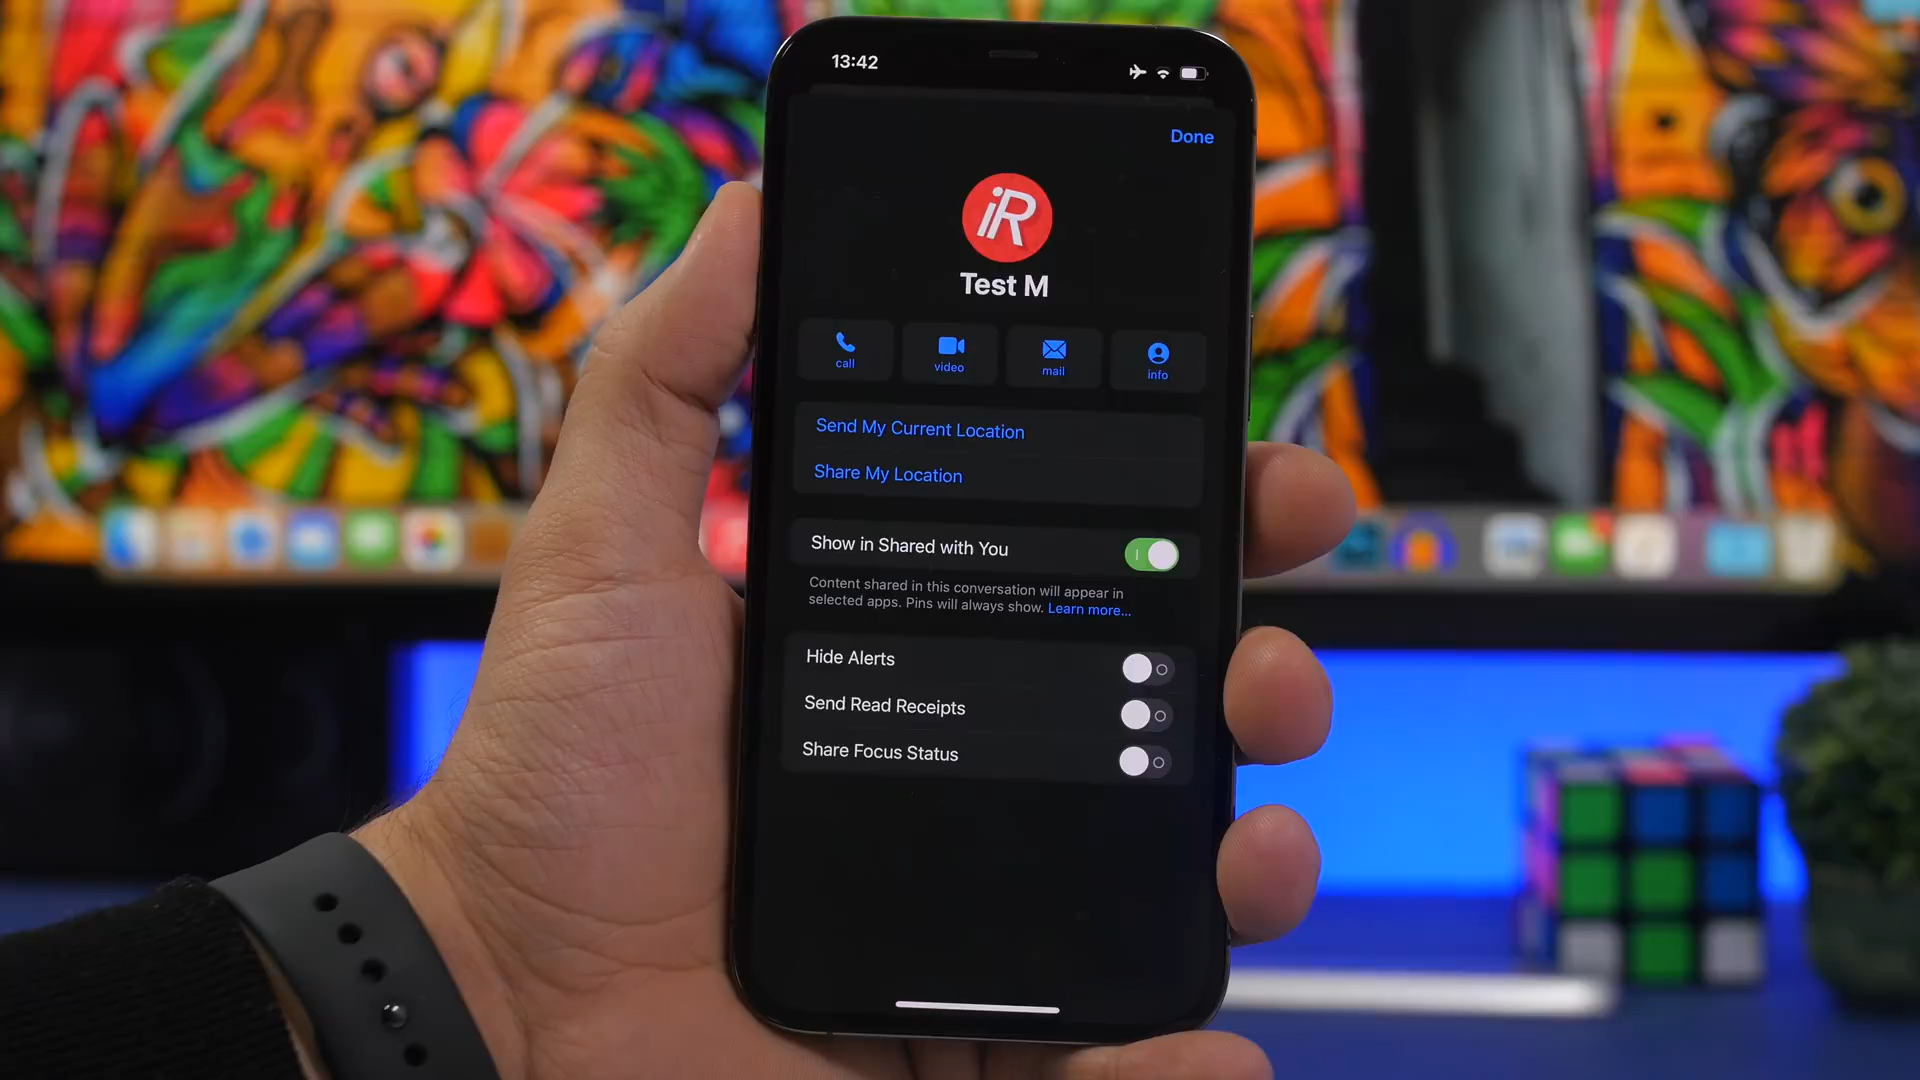 13:42
Done
iR
Test M
call
video
mail
info
Send My Current Location
Share My Location
Show in Shared with You
Content shared in this conversation will appear in
selected apps. Pins will always show. Learn more...
Hide Alerts
Send Read Receipts
Share Focus Status